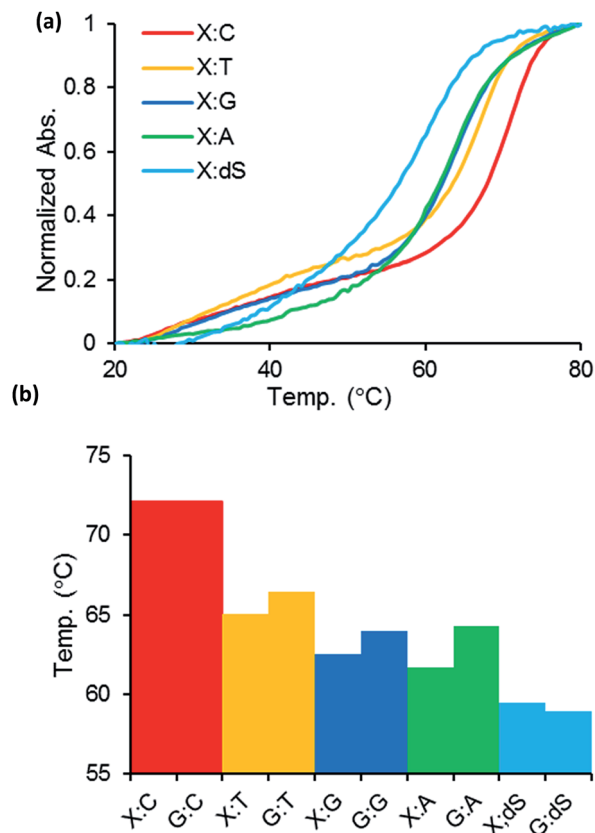 (a)
1
0.8
0.6
0.4
0.2
0
Normalized Abs.
X:C
X:T
X:G
X:A
X:dS
20
40
60
80
Temp. (°C)
(b)
75
70
65
60
55
Temp. (°C)
X:C
G:C
X:T
G:T
X:G
G:G
X:A
G:A
X;dS
G:dS